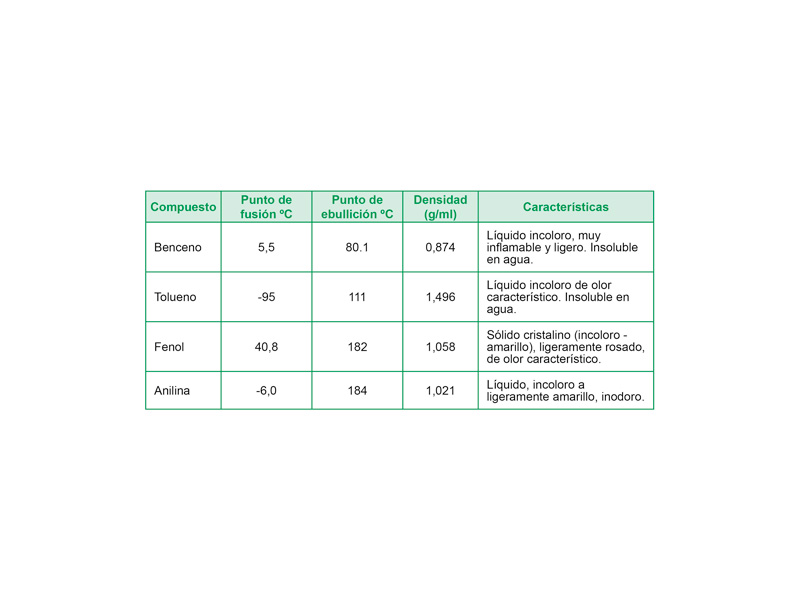 Compuesto
Punto de
fusión ºC
Punto de
ebullición ºC
Densidad
(g/ml)
Características
Benceno
5,5
80.1
0,874
Líquido incoloro, muy
inflamable y ligero. Insoluble
en agua.
Tolueno
-95
111
1,496
Líquido incoloro de olor
característico. Insoluble en
agua.
Fenol
40,8
182
1,058
Sólido cristalino (incoloro -
amarillo), ligeramente rosado,
de olor característico.
Anilina
-6,0
184
1,021
Líquido, incoloro a
ligeramente amarillo, inodoro.